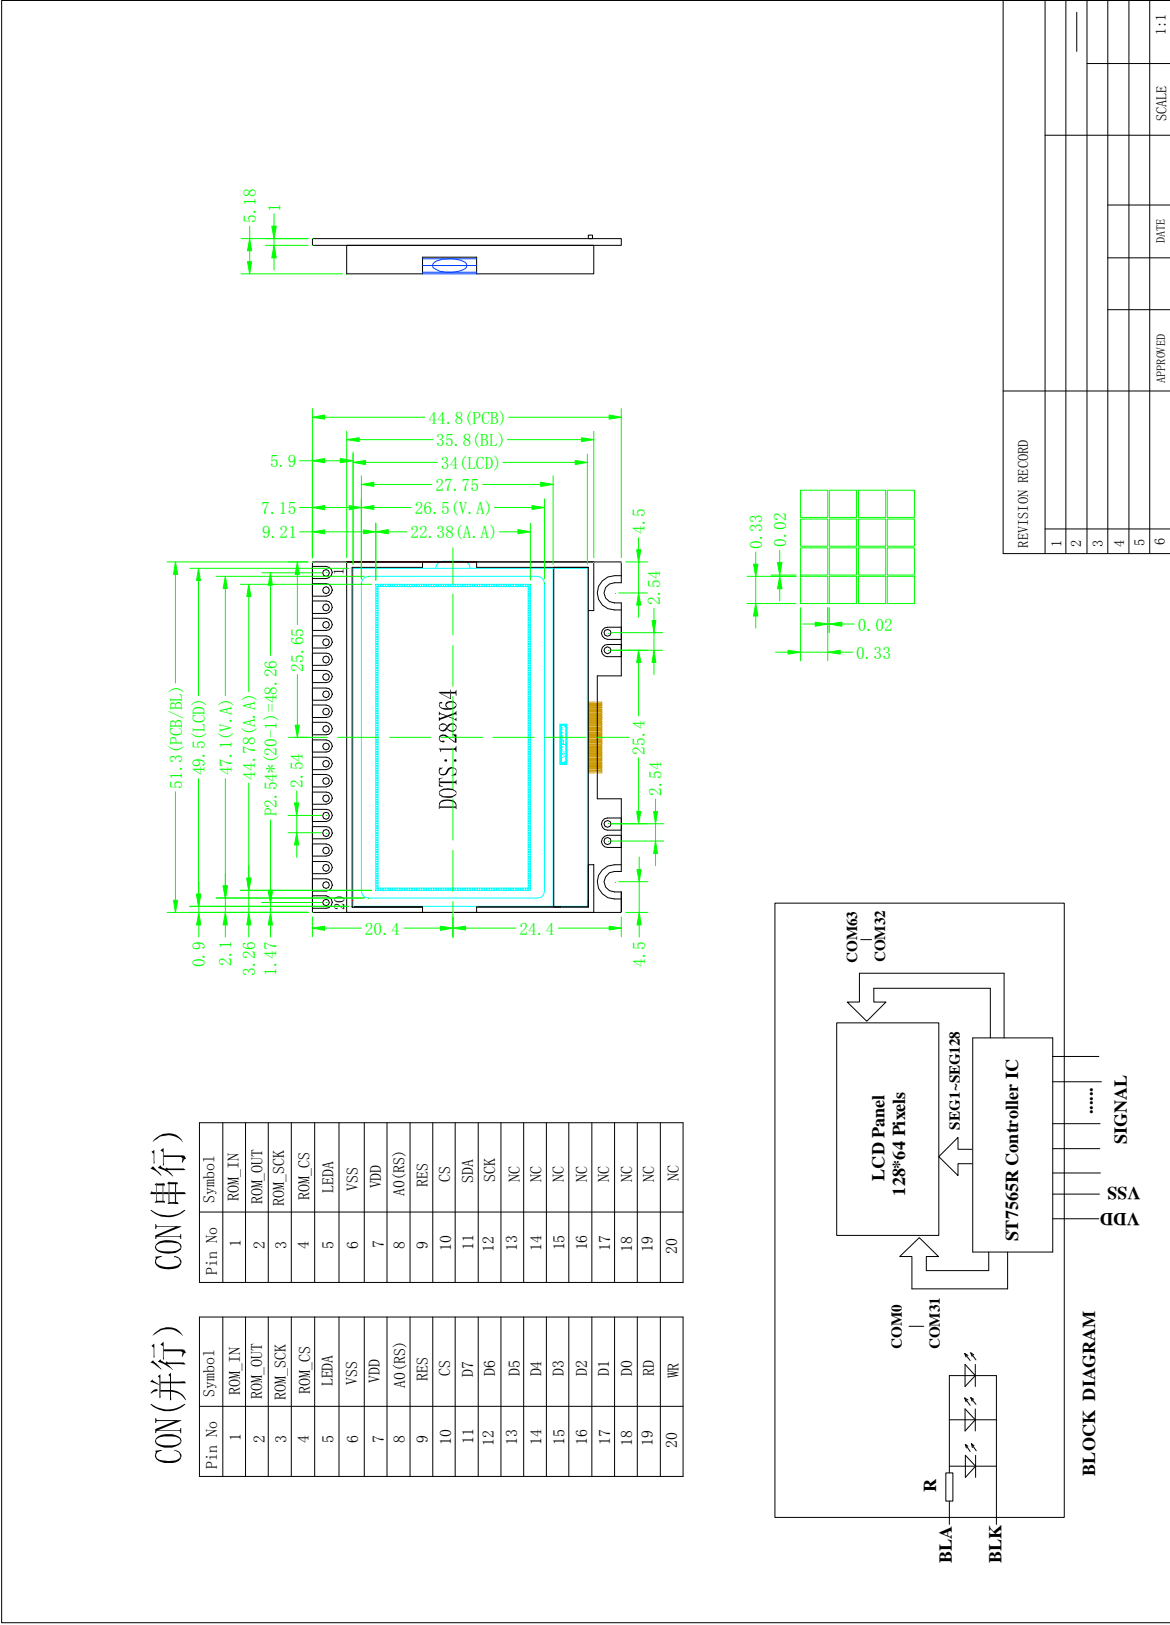 CON(并行)
Pin No Symbol
1 ROM_IN
2 ROM_OUT
3 ROM_SCK
4 ROM_CS
5 LEDA
6 VSS
7 VDD
8 A0(RS)
9 RES
10 CS
11 D7
12 D6
13 D5
14 D4
15 D3
16 D2
17 D1
18 D0
19 RD
20 WR
CON(串行)
Pin No Symbol
1 ROM_IN
2 ROM_OUT
3 ROM_SCK
4 ROM_CS
5 LEDA
6 VSS
7 VDD
8 A0(RS)
9 RES
10 CS
11 SDA
12 SCK
13 NC
14 NC
15 NC
16 NC
17 NC
18 NC
19 NC
20 NC
51.3(PCB/BL)
0.9
49.5(LCD)
2.1
47.1(V.A)
3.26
44.78(A.A)
1.47
P2.54*(20-1)=48.26
2.54
25.65
20
1
DOTS:128X64
20.4
24.4
4.5
2.54
25.4
2.54
4.5
44.8(PCB)
35.8(BL)
5.9
34(LCD)
27.75
7.15
26.5(V.A)
9.21
22.38(A.A)
5.18
1
0.33
0.02
0.02
0.33
BLA
BLK
R
COM0
COM31
LCD Panel
128*64 Pixels
COM63
COM32
SEG1~SEG128
ST7565R Controller IC
VDD
VSS
......
SIGNAL
BLOCK DIAGRAM
REVISION RECORD
1
2
3
4
5
6
APPROVED
DATE
SCALE
1:1